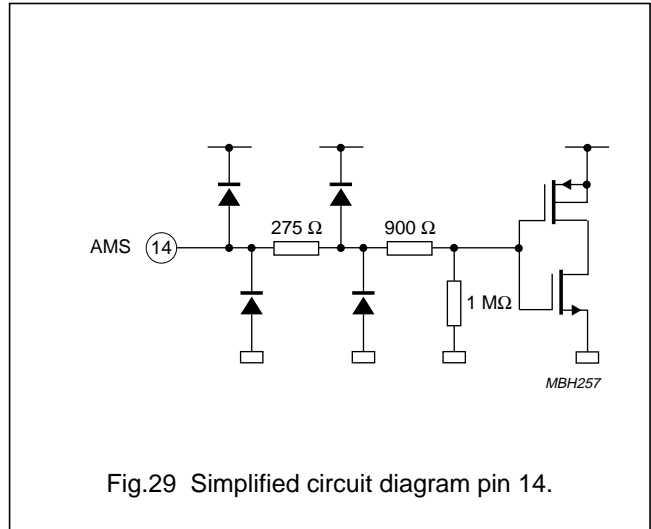 275 Ω
900 Ω
AMS 14
1 MΩ
MBH257
Fig.29 Simplified circuit diagram pin 14.